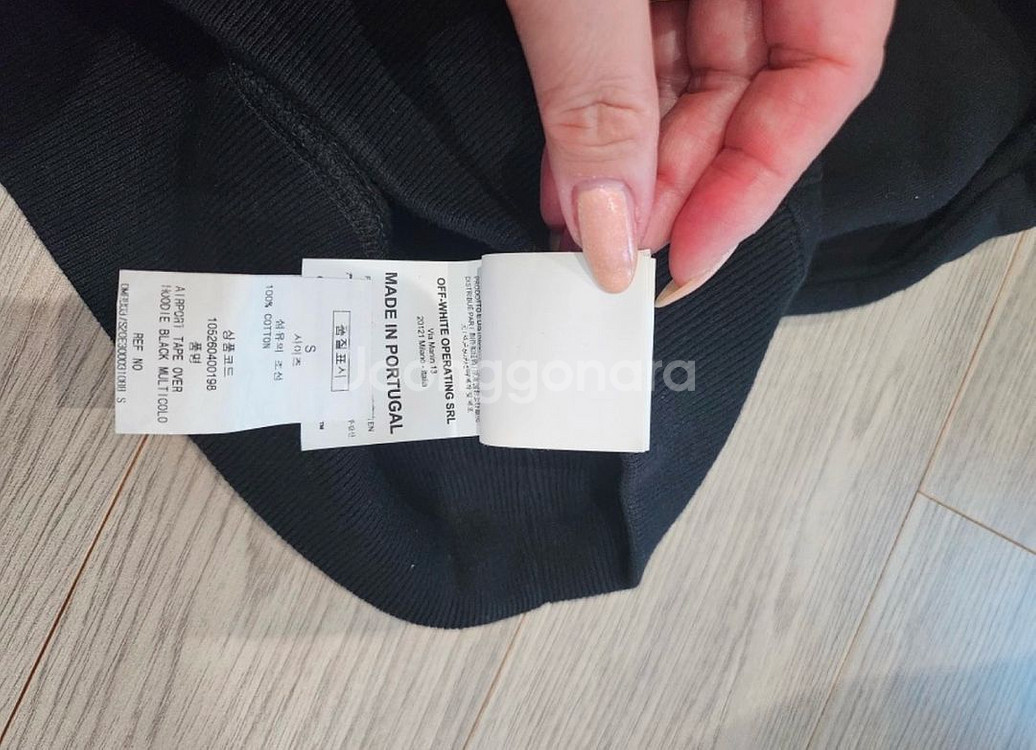 OFF-WHITE OPERATING SRL
Via Manin 13
20121 Milano - Italia
MADE IN PORTUGAL
품질표시
S
사이즈
섬유의 조성
100% COTTON
상품코드
105260400198
품명
AIRPORT TAPE OVER
HOODIE BLACK MULTICOLO
REF NO
Joonggonara